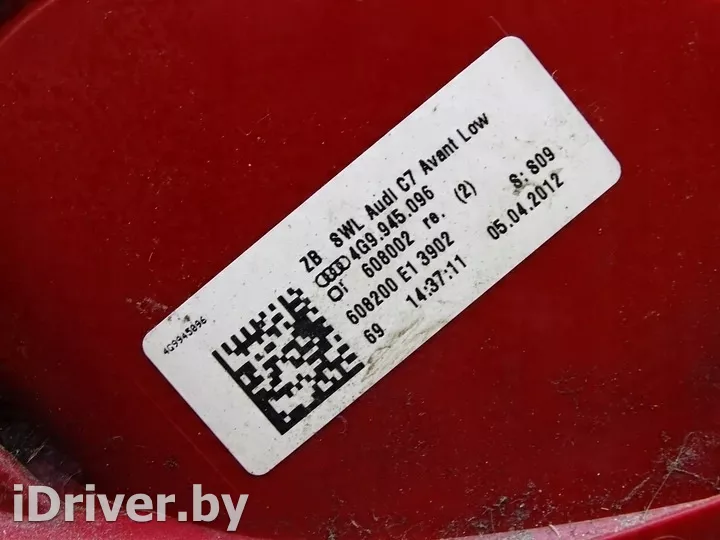 ZB SWL Audi C7 Avant Low
4G9.945.096
608002 re. (2) S: S09
608200 E1 3902 05.04.2012
69 14:37:11
4G9945096
iDriver.by